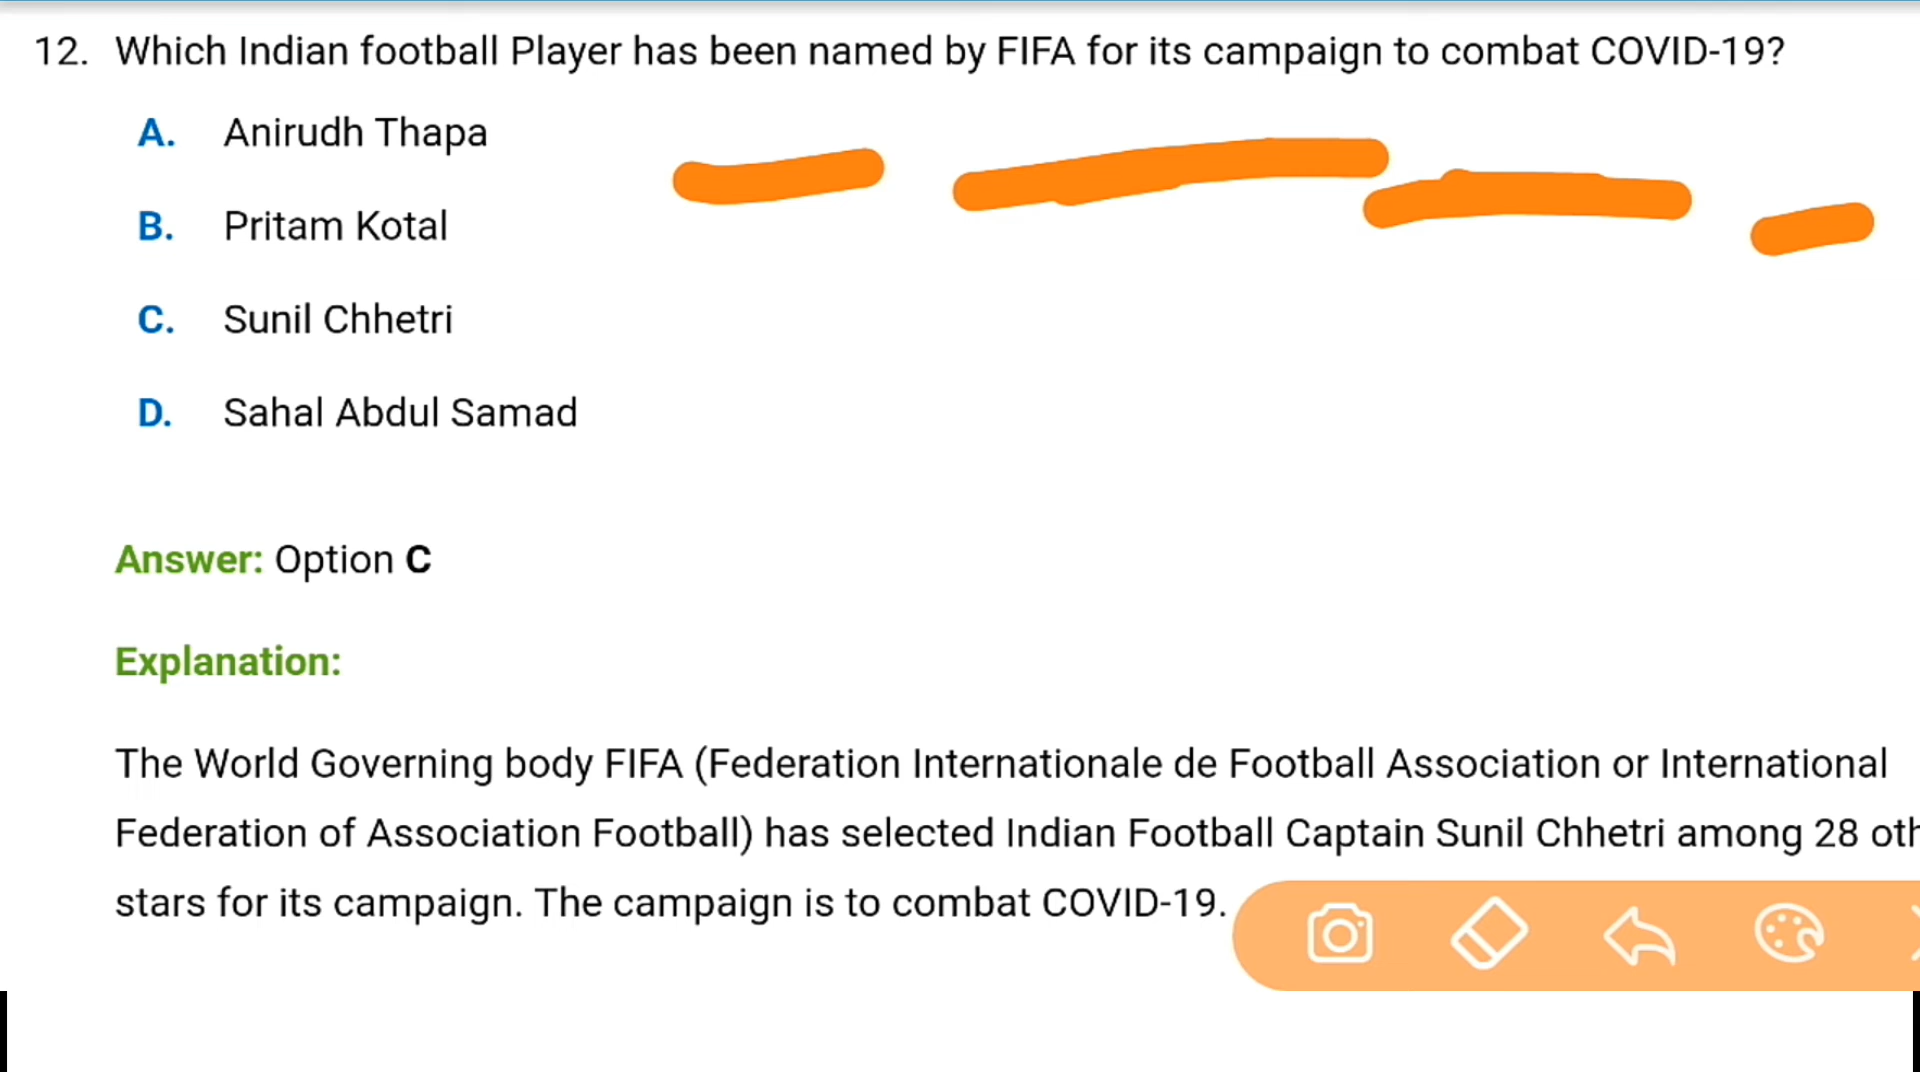 12. Which Indian football Player has been named by FIFA for its campaign to combat COVID-19?
A. Anirudh Thapa
B. Pritam Kotal
C. Sunil Chhetri
D. Sahal Abdul Samad
Answer: Option C
Explanation:
The World Governing body FIFA (Federation Internationale de Football Association or International
Federation of Association Football) has selected Indian Football Captain Sunil Chhetri among 28
stars for its campaign. The campaign is to combat COVID-19.